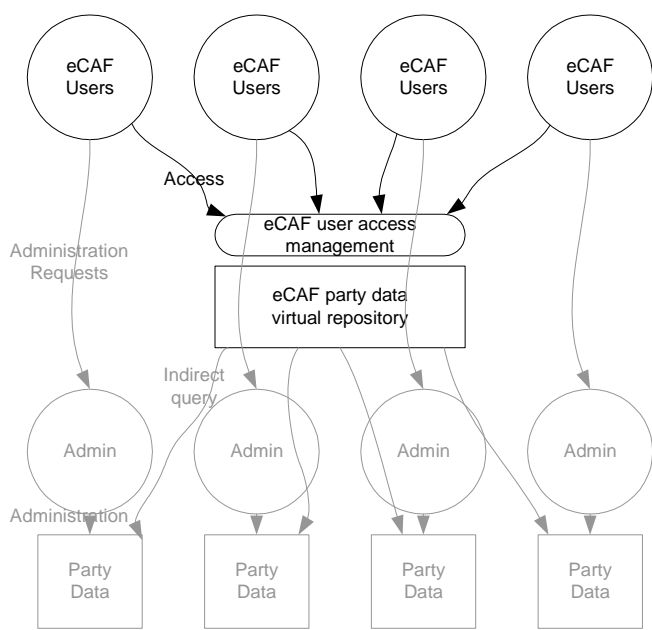 eCAF
Users
eCAF
Users
eCAF
Users
eCAF
Users
Access
eCAF user access
management
Administration
Requests
eCAF party data
virtual repository
Indirect
query
Admin
Admin
Admin
Admin
Administration
Party
Data
Party
Data
Party
Data
Party
Data